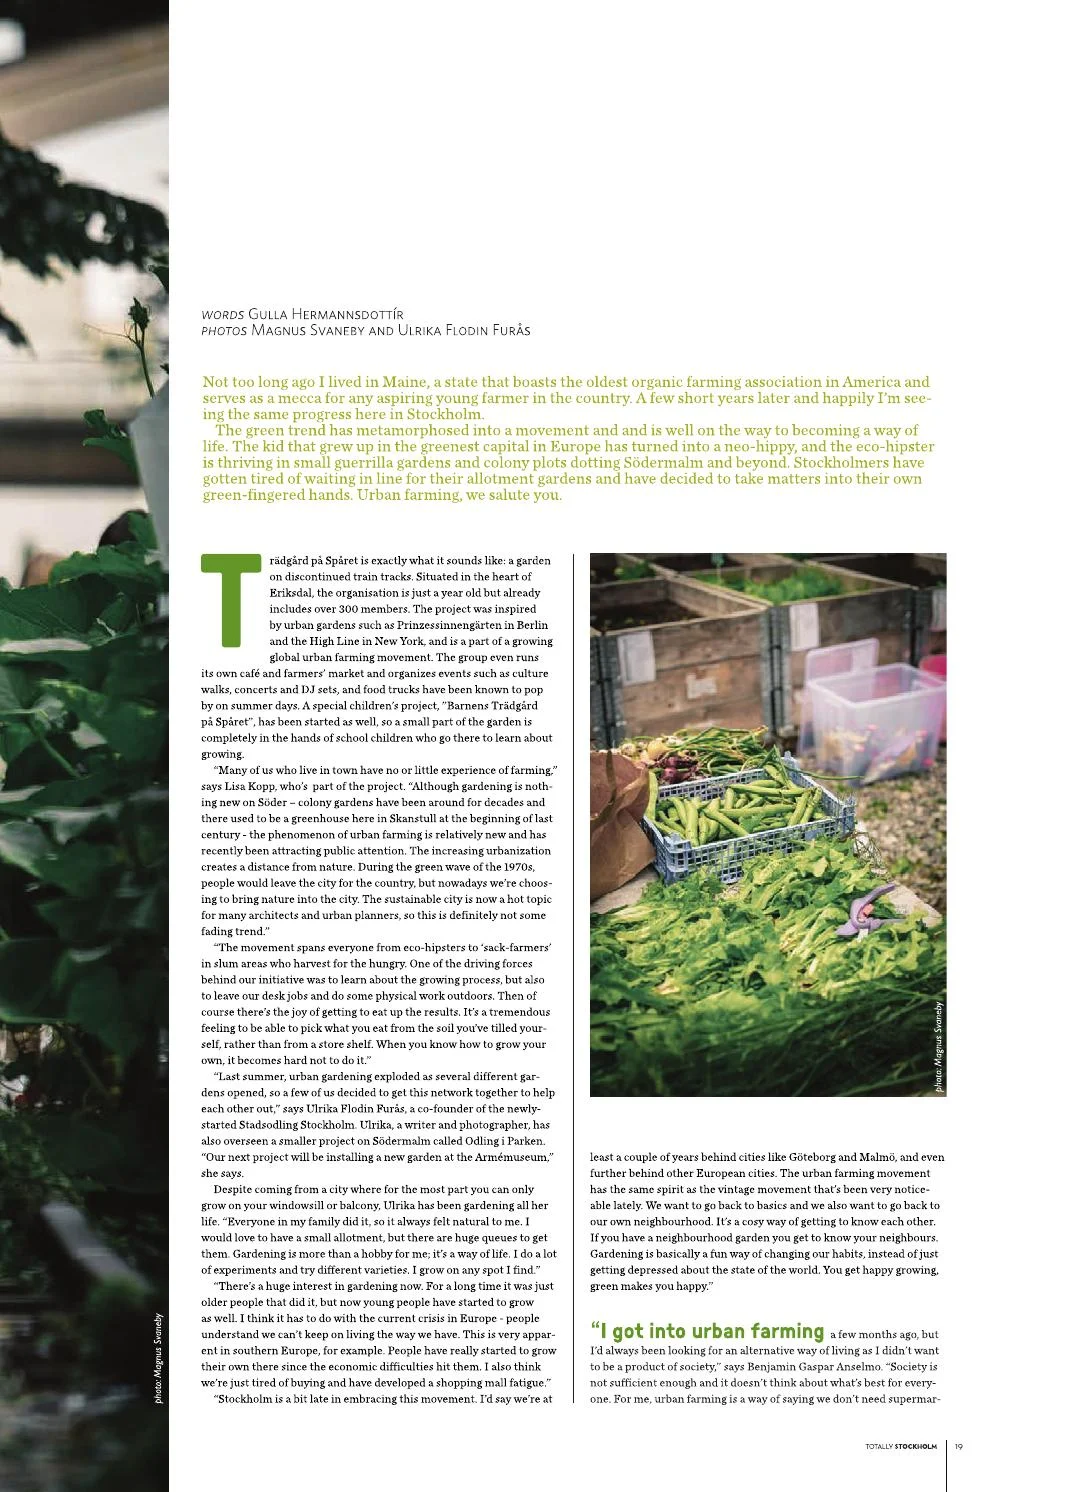 WORDS GULLA HERMANNSDOTTÍR
PHOTOS MAGNUS SVANEBY AND ULRIKA FLODIN FURÅS
Not too long ago I lived in Maine, a state that boasts the oldest organic farming association in America and
serves as a mecca for any aspiring young farmer in the country. A few short years later and happily I'm see-
ing the same progress here in Stockholm.
The green trend has metamorphosed into a movement and and is well on the way to becoming a way of
life. The kid that grew up in the greenest capital in Europe has turned into a neo-hippy, and the eco-hipster
is thriving in small guerrilla gardens and colony plots dotting Södermalm and beyond. Stockholmers have
gotten tired of waiting in line for their allotment gardens and have decided to take matters into their own
green-fingered hands. Urban farming, we salute you.
Trädgård på Spåret is exactly what it sounds like: a garden
on discontinued train tracks. Situated in the heart of
Eriksdal, the organisation is just a year old but already
includes over 300 members. The project was inspired
by urban gardens such as Prinzessinnengärten in Berlin
and the High Line in New York, and is a part of a growing
global urban farming movement. The group even runs
its own café and farmers' market and organizes events such as culture
walks, concerts and DJ sets, and food trucks have been known to pop
by on summer days. A special children's project, "Barnens Trädgård
på Spåret", has been started as well, so a small part of the garden is
completely in the hands of school children who go there to learn about
growing.
"Many of us who live in town have no or little experience of farming,"
says Lisa Kopp, who's part of the project. "Although gardening is noth-
ing new on Söder – colony gardens have been around for decades and
there used to be a greenhouse here in Skanstull at the beginning of last
century - the phenomenon of urban farming is relatively new and has
recently been attracting public attention. The increasing urbanization
creates a distance from nature. During the green wave of the 1970s,
people would leave the city for the country, but nowadays we're choos-
ing to bring nature into the city. The sustainable city is now a hot topic
for many architects and urban planners, so this is definitely not some
fading trend."
"The movement spans everyone from eco-hipsters to 'sack-farmers'
in slum areas who harvest for the hungry. One of the driving forces
behind our initiative was to learn about the growing process, but also
to leave our desk jobs and do some physical work outdoors. Then of
course there's the joy of getting to eat up the results. It's a tremendous
feeling to be able to pick what you eat from the soil you've tilled your-
self, rather than from a store shelf. When you know how to grow your
own, it becomes hard not to do it."
"Last summer, urban gardening exploded as several different gar-
dens opened, so a few of us decided to get this network together to help
each other out," says Ulrika Flodin Furås, a co-founder of the newly-
started Stadsodling Stockholm. Ulrika, a writer and photographer, has
also overseen a smaller project on Södermalm called Odling i Parken.
"Our next project will be installing a new garden at the Armémuseum,"
she says.
Despite coming from a city where for the most part you can only
grow on your windowsill or balcony, Ulrika has been gardening all her
life. "Everyone in my family did it, so it always felt natural to me. I
would love to have a small allotment, but there are huge queues to get
them. Gardening is more than a hobby for me; it's a way of life. I do a lot
of experiments and try different varieties. I grow on any spot I find."
"There's a huge interest in gardening now. For a long time it was just
older people that did it, but now young people have started to grow
as well. I think it has to do with the current crisis in Europe - people
understand we can't keep on living the way we have. This is very appar-
ent in southern Europe, for example. People have really started to grow
their own there since the economic difficulties hit them. I also think
we're just tired of buying and have developed a shopping mall fatigue."
"Stockholm is a bit late in embracing this movement. I'd say we're at
least a couple of years behind cities like Göteborg and Malmö, and even
further behind other European cities. The urban farming movement
has the same spirit as the vintage movement that's been very notice-
able lately. We want to go back to basics and we also want to go back to
our own neighbourhood. It's a cosy way of getting to know each other.
If you have a neighbourhood garden you get to know your neighbours.
Gardening is basically a fun way of changing our habits, instead of just
getting depressed about the state of the world. You get happy growing,
green makes you happy."
"I got into urban farming a few months ago, but
I'd always been looking for an alternative way of living as I didn't want
to be a product of society," says Benjamin Gaspar Anselmo. "Society is
not sufficient enough and it doesn't think about what's best for every-
one. For me, urban farming is a way of saying we don't need supermar-
photo: Magnus Svaneby
photo: Magnus Svaneby
TOTALLY STOCKHOLM 19